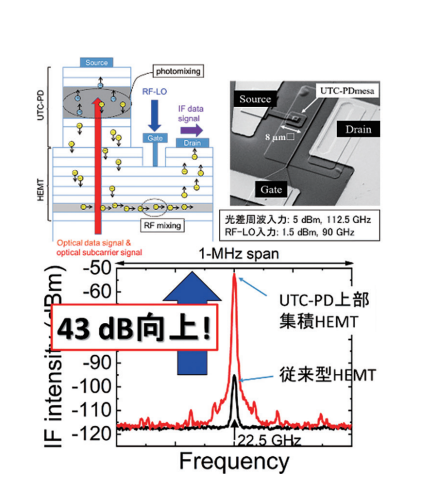 Source
photomixing
RF-LO
IF data
signal
Gate
Drain
UTC-PD
HEMT
RF mixing
Optical data signal &
optical subcarrier signal
UTC-PDmesa
Source
Drain
8 μm□
Gate
光差周波入力: 5 dBm, 112.5 GHz
RF-LO入力: 1.5 dBm, 90 GHz
1-MHz span
-50
-60
43 dB向上!
-90
-100
-110
-120
IF intensity (dBm)
UTC-PD上部
集積HEMT
従来型HEMT
22.5 GHz
Frequency